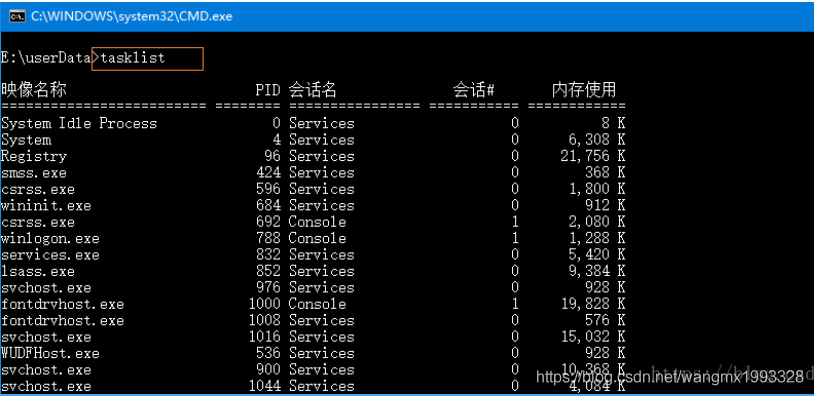 C:\WINDOWS\system32\CMD.exe
E:\userData>tasklist
映像名称 PID 会话名 会话# 内存使用
========================= ======== ================ =========== ============
System Idle Process 0 Services 0 8 K
System 4 Services 0 6,308 K
Registry 96 Services 0 21,756 K
smss.exe 424 Services 0 368 K
csrss.exe 596 Services 0 1,800 K
wininit.exe 684 Services 0 912 K
csrss.exe 692 Console 1 2,080 K
winlogon.exe 788 Console 1 1,288 K
services.exe 832 Services 0 5,420 K
lsass.exe 852 Services 0 9,384 K
svchost.exe 976 Services 0 928 K
fontdrvhost.exe 1000 Console 1 19,828 K
fontdrvhost.exe 1008 Services 0 576 K
svchost.exe 1016 Services 0 15,032 K
WUDFHost.exe 536 Services 0 928 K
svchost.exe 900 Services 0 10,368 K
svchost.exe 1044 Services 0 4,084 K
https://blog.csdn.net/wangmx1993328